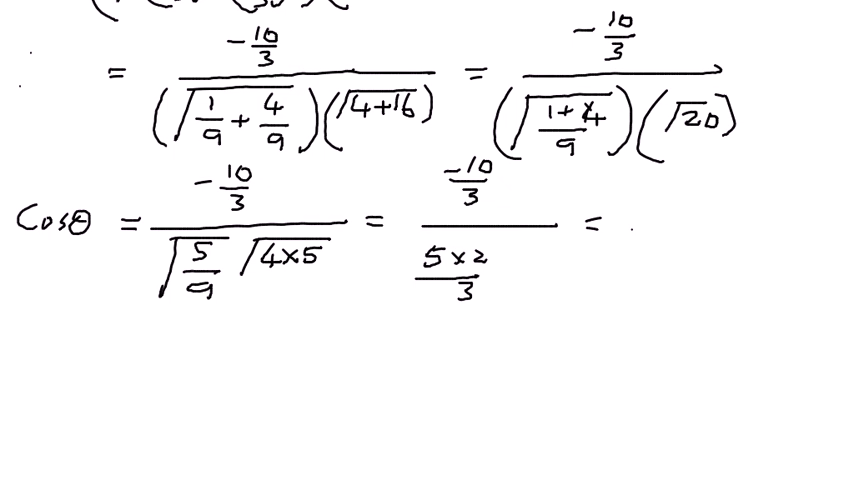 = (-10/3) / ((√(1/9 + 4/9))(√(4+16))) = (-10/3) / ((√((1+4)/9))(√20))
Cosθ = (-10/3) / (√(5/9) √(4×5)) = (-10/3) / ((5×2)/3) =